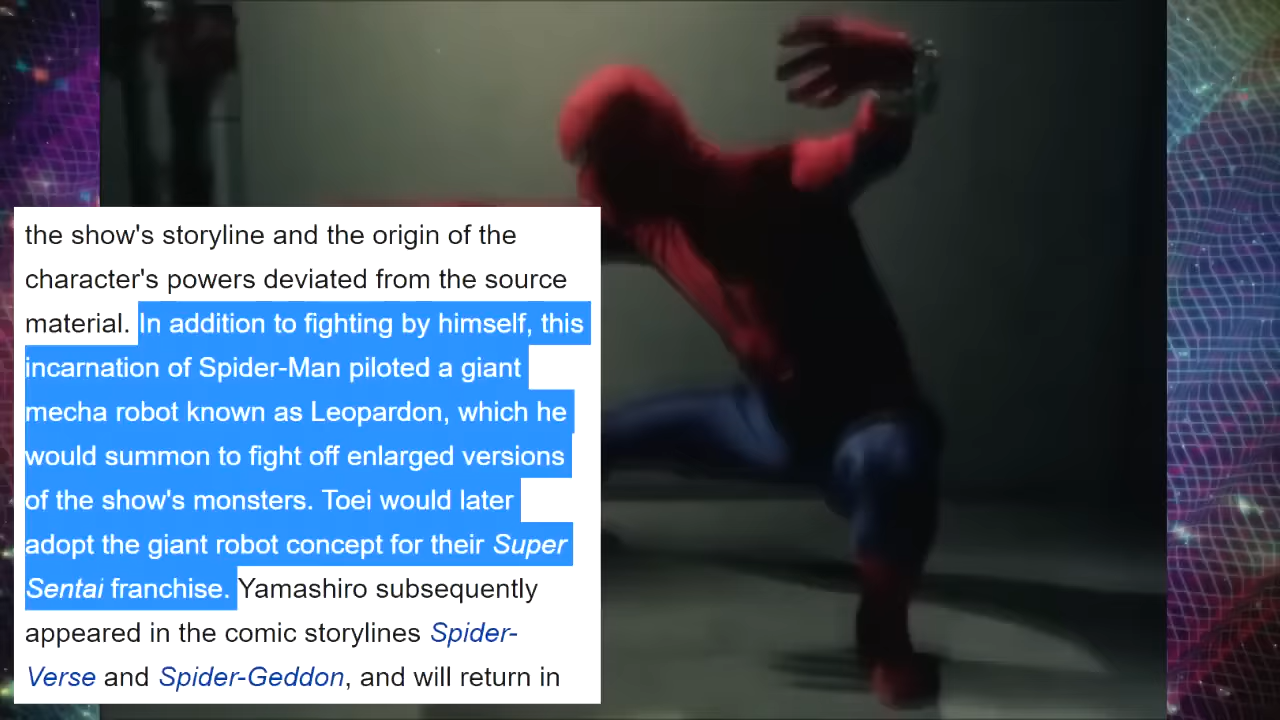 the show's storyline and the origin of the
character's powers deviated from the source
material. In addition to fighting by himself, this
incarnation of Spider-Man piloted a giant
mecha robot known as Leopardon, which he
would summon to fight off enlarged versions
of the show's monsters. Toei would later
adopt the giant robot concept for their Super
Sentai franchise. Yamashiro subsequently
appeared in the comic storylines Spider-
Verse and Spider-Geddon, and will return in